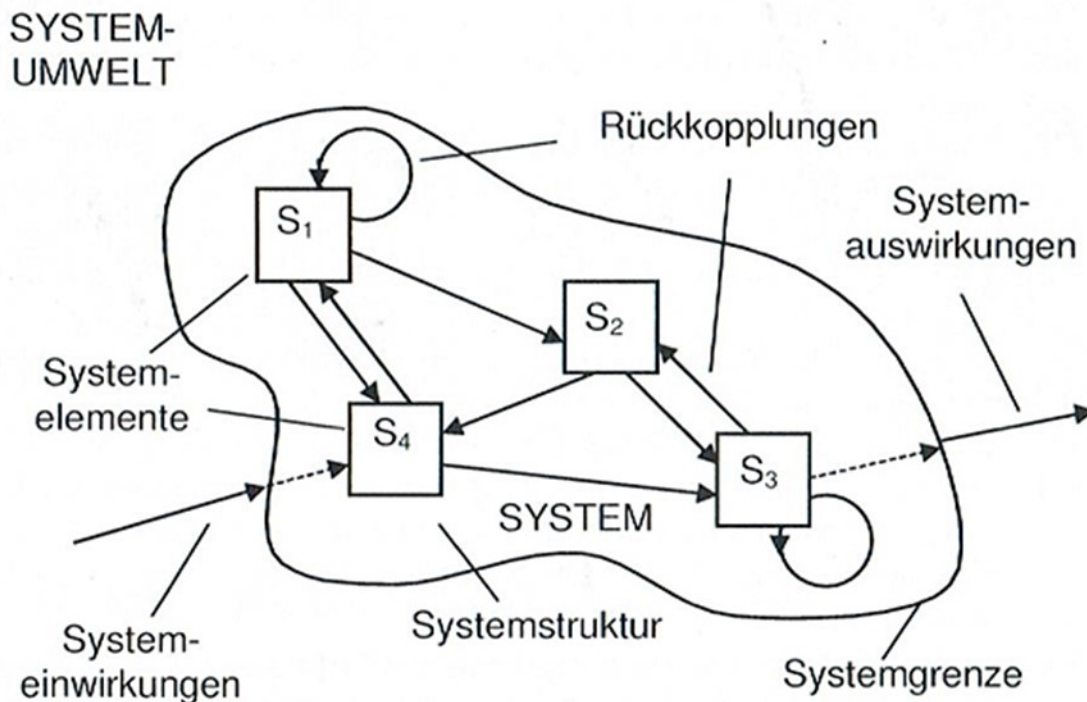 SYSTEM-
UMWELT
Rückkopplungen
System-
auswirkungen
S₁
S₂
System-
elemente
S₄
S₃
SYSTEM
Systemstruktur
System-
einwirkungen
Systemgrenze